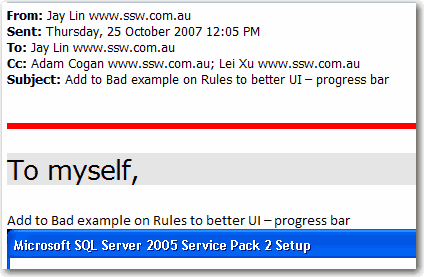 From: Jay Lin www.ssw.com.au
Sent: Thursday, 25 October 2007 12:05 PM
To: Jay Lin www.ssw.com.au
Cc: Adam Cogan www.ssw.com.au; Lei Xu www.ssw.com.au
Subject: Add to Bad example on Rules to better UI – progress bar
To myself,
Add to Bad example on Rules to better UI – progress bar
Microsoft SQL Server 2005 Service Pack 2 Setup